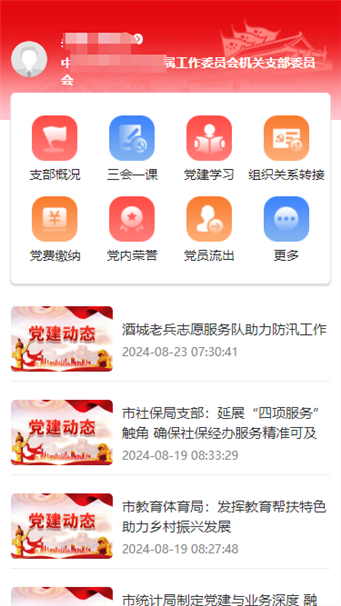 病工作委员会机关支部委员
会
支部概况
三会一课
党建学习
组织关系转接
党费缴纳
党内荣誉
党员流出
更多
党建动态
酒城老兵志愿服务队助力防汛工作
2024-08-23 07:30:41
党建动态
市社保局支部：延展“四项服务”
触角 确保社保经办服务精准可及
2024-08-19 08:33:29
党建动态
市教育体育局：发挥教育帮扶特色
助力乡村振兴发展
2024-08-19 08:27:48
市统计局制定党建与业务深度 融